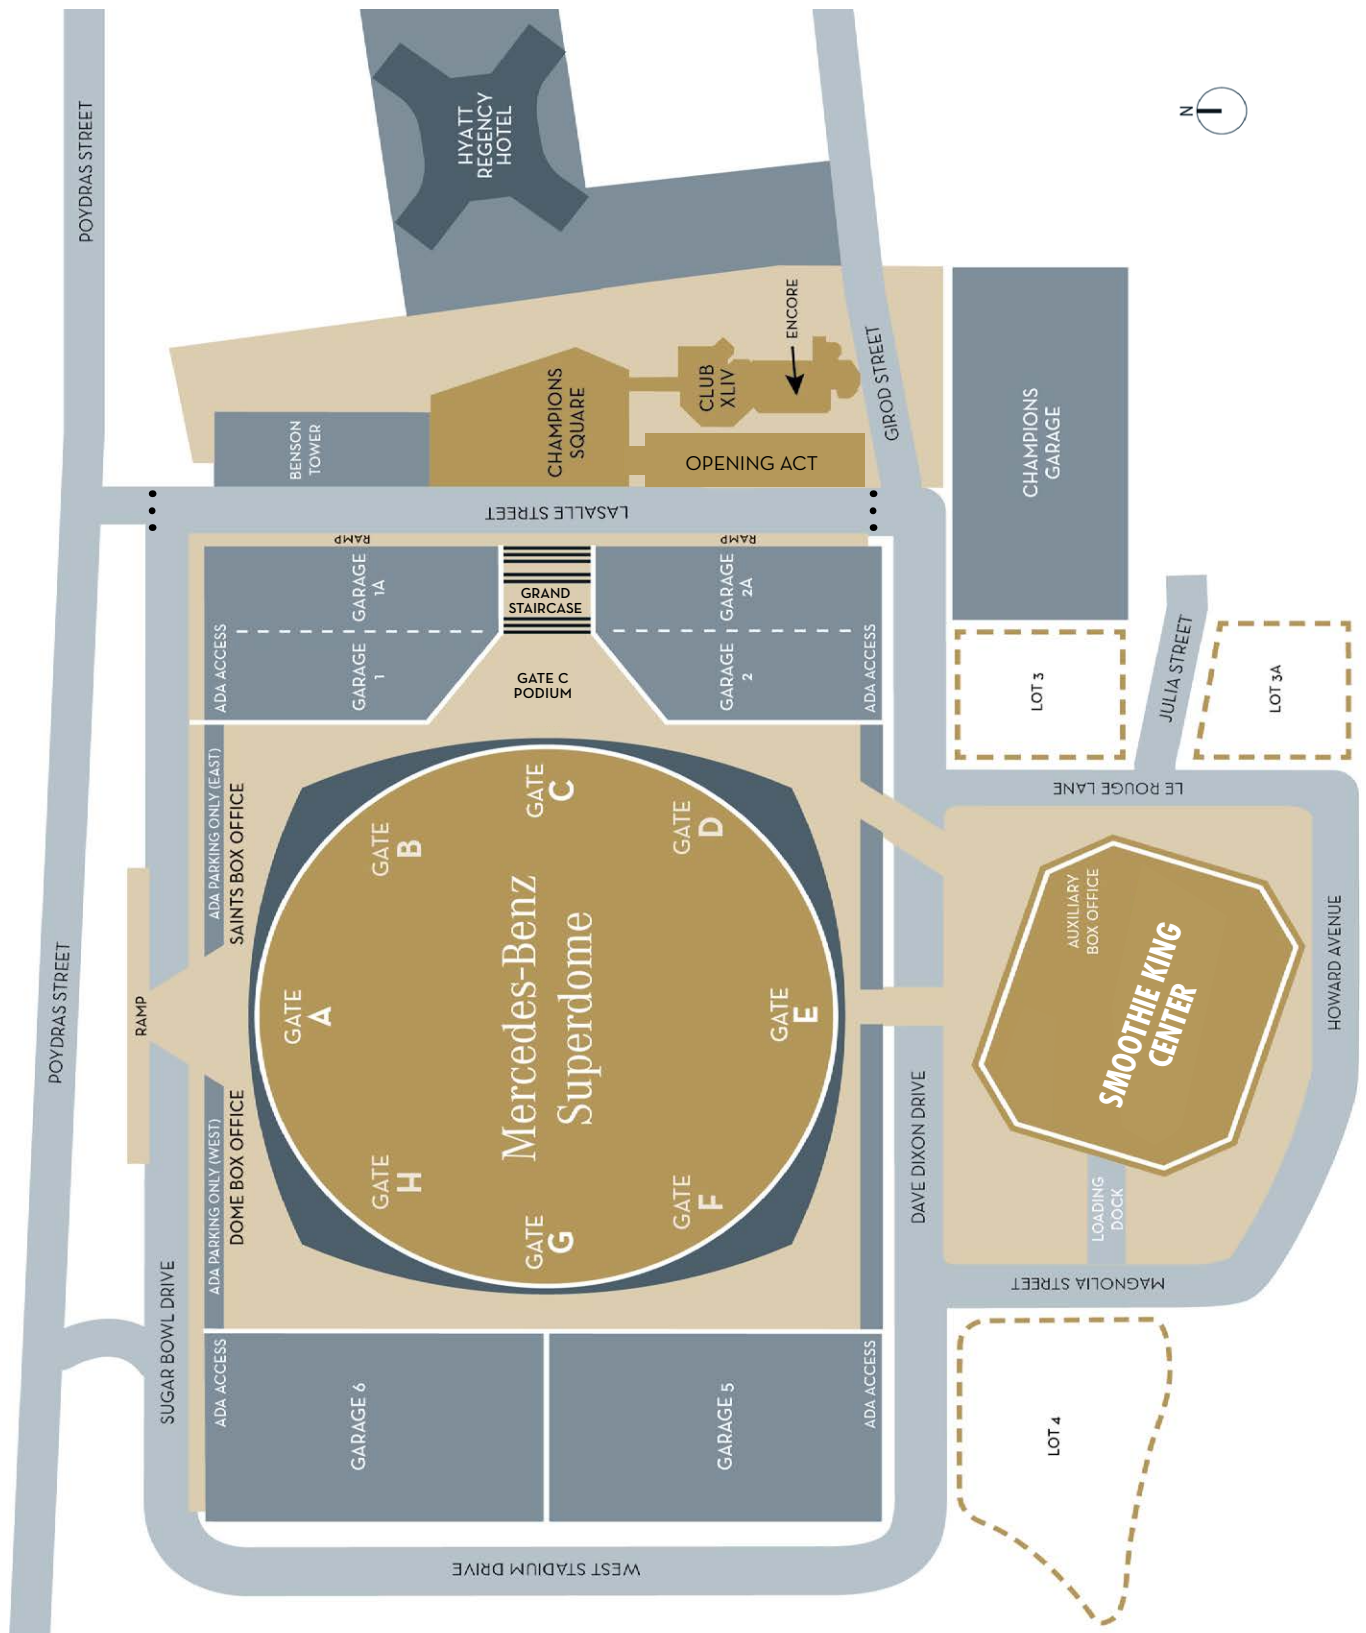 POYDRAS STREET
HYATT
REGENCY
HOTEL
N
ENCORE
CLUB
XLIV
GIROD STREET
CHAMPIONS
SQUARE
BENSON
TOWER
OPENING ACT
CHAMPIONS
GARAGE
LASALLE STREET
RAMP
RAMP
GARAGE
1A
GRAND
STAIRCASE
GARAGE
2A
ADA ACCESS
GARAGE
1
GATE C
PODIUM
GARAGE
2
ADA ACCESS
LOT 3
JULIA STREET
LOT 3A
LE ROUGE LANE
ADA PARKING ONLY (EAST)
SAINTS BOX OFFICE
GATE
B
GATE
C
GATE
D
POYDRAS STREET
RAMP
GATE
A
Mercedes-Benz
Superdome
GATE
E
AUXILIARY
BOX OFFICE
SMOOTHIE KING
CENTER
HOWARD AVENUE
ADA PARKING ONLY (WEST)
DOME BOX OFFICE
GATE
H
GATE
G
GATE
F
DAVE DIXON DRIVE
LOADING
DOCK
MAGNOLIA STREET
SUGAR BOWL DRIVE
ADA ACCESS
GARAGE 6
GARAGE 5
ADA ACCESS
LOT 4
WEST STADIUM DRIVE